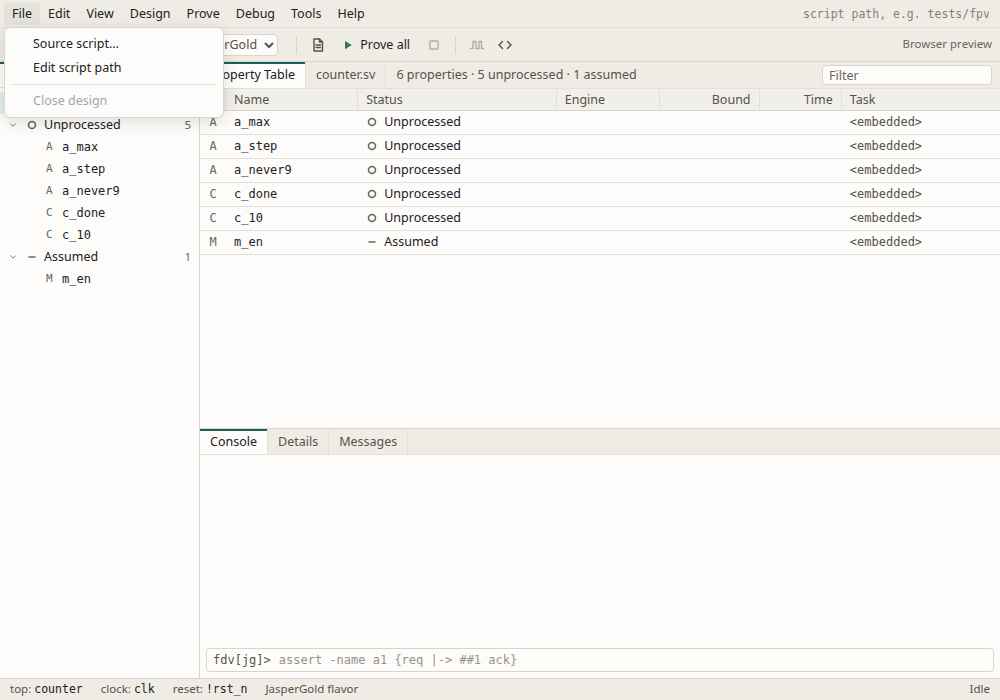 File Edit View Design Prove Debug Tools Help script path, e.g. tests/fpv
Source script...
Edit script path
Close design
rGold Prove all Browser preview
Property Table counter.sv 6 properties · 5 unprocessed · 1 assumed Filter
Name Status Engine Bound Time Task
Unprocessed 5
A a_max
A a_step
A a_never9
C c_done
C c_10
Assumed 1
M m_en
A a_max Unprocessed <embedded>
A a_step Unprocessed <embedded>
A a_never9 Unprocessed <embedded>
C c_done Unprocessed <embedded>
C c_10 Unprocessed <embedded>
M m_en Assumed <embedded>
Console Details Messages
fdv[jg]> assert -name a1 {req |-> ##1 ack}
top: counter clock: clk reset: !rst_n JasperGold flavor Idle